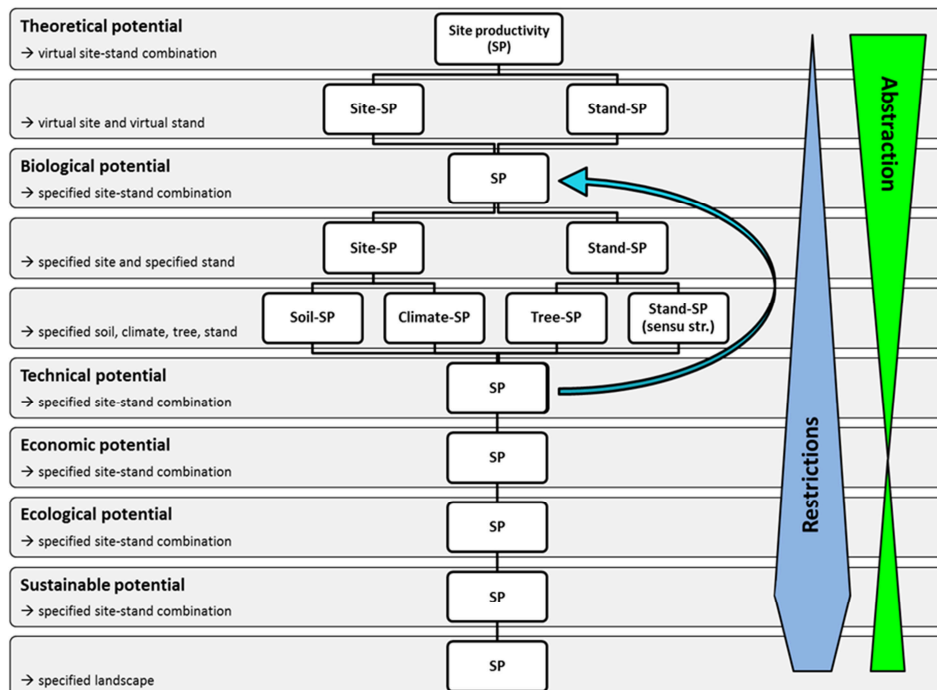 Theoretical potential
→ virtual site-stand combination
Site productivity
(SP)
→ virtual site and virtual stand
Site-SP
Stand-SP
Biological potential
→ specified site-stand combination
SP
→ specified site and specified stand
Site-SP
Stand-SP
→ specified soil, climate, tree, stand
Soil-SP
Climate-SP
Tree-SP
Stand-SP
(sensu str.)
Technical potential
→ specified site-stand combination
SP
Economic potential
→ specified site-stand combination
SP
Ecological potential
→ specified site-stand combination
SP
Sustainable potential
→ specified site-stand combination
SP
→ specified landscape
SP
Restrictions
Abstraction